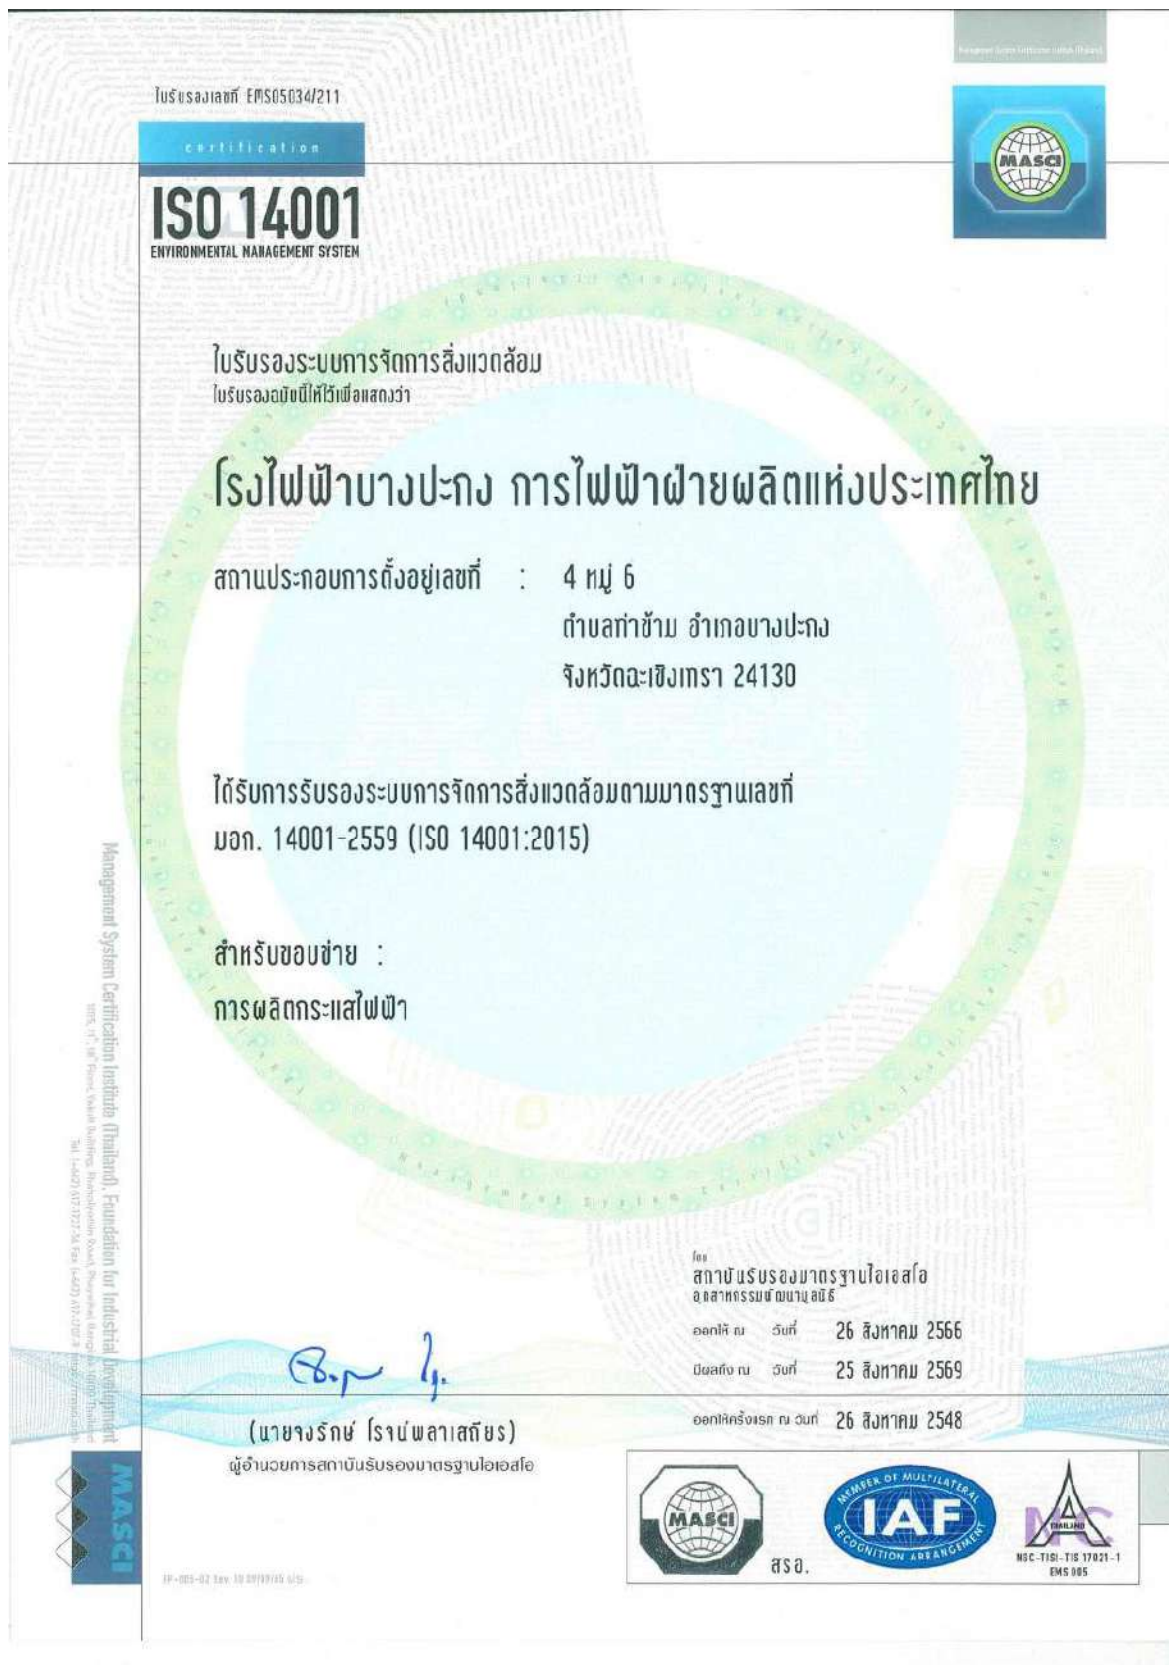 Management System Certification Institute (Thailand)
ใบรับรองเลขที่ EMS05034/211
certification
MASCI
ISO 14001
ENVIRONMENTAL MANAGEMENT SYSTEM
ใบรับรองระบบการจัดการสิ่งแวดล้อม
ใบรับรองฉบับนี้ให้ไว้เพื่อแสดงว่า
โรงไฟฟ้าบางปะกง การไฟฟ้าฝ่ายผลิตแห่งประเทศไทย
สถานประกอบการตั้งอยู่เลขที่ : 4 หมู่ 6
ตำบลท่าข้าม อำเภอบางปะกง
จังหวัดฉะเชิงเทรา 24130
ได้รับการรับรองระบบการจัดการสิ่งแวดล้อมตามมาตรฐานเลขที่
มอก. 14001-2559 (ISO 14001:2015)
สำหรับขอบข่าย :
การผลิตกระแสไฟฟ้า
Management System Certification Institute (Thailand), Foundation for Industrial Development
MASCI
โดย
สถาบันรับรองมาตรฐานไอเอสโอ
อุตสาหกรรมพัฒนามูลนิธิ
ออกให้ ณ วันที่ 26 สิงหาคม 2566
มีผลถึง ณ วันที่ 25 สิงหาคม 2569
ออกให้ครั้งแรก ณ วันที่ 26 สิงหาคม 2548
(นายจงรักษ์ โรจน์พลาเสถียร)
ผู้อำนวยการสถาบันรับรองมาตรฐานไอเอสโอ
MASCI
สรอ.
MEMBER OF MULTILATERAL
IAF
RECOGNITION ARRANGEMENT
THAILAND
NAC
NSC-TISI-TIS 17021-1
EMS 005